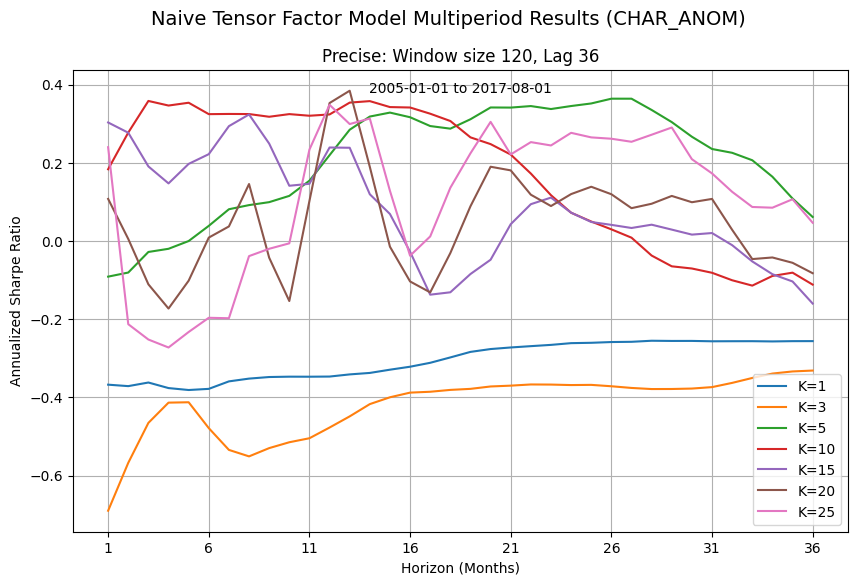 Naive Tensor Factor Model Multiperiod Results (CHAR_ANOM)
Precise: Window size 120, Lag 36
2005-01-01 to 2017-08-01
Annualized Sharpe Ratio
0.4
0.2
0.0
−0.2
−0.4
−0.6
K=1
K=3
K=5
K=10
K=15
K=20
K=25
1 6 11 16 21 26 31 36
Horizon (Months)